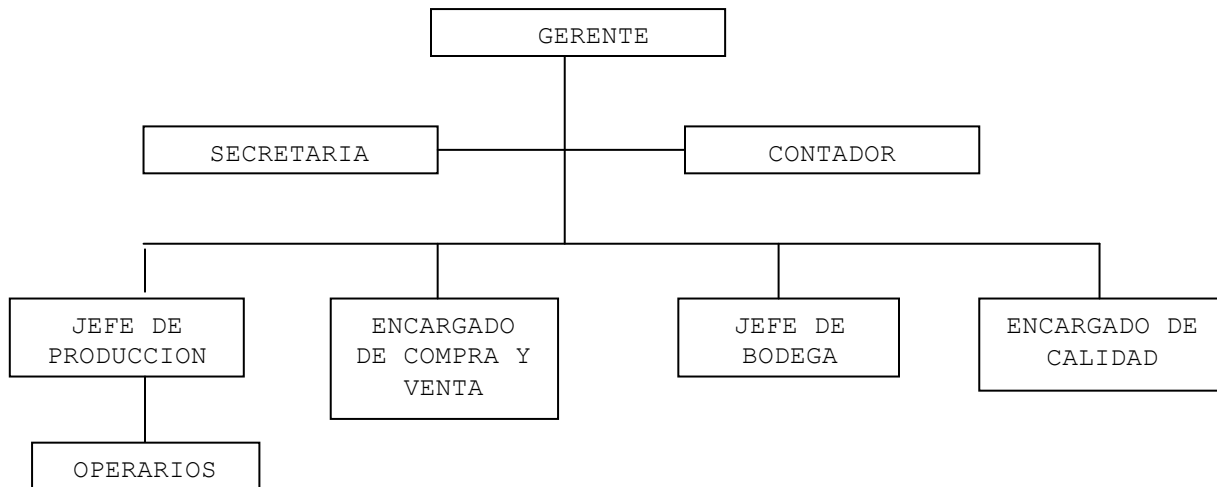 GERENTE
SECRETARIA
CONTADOR
JEFE DE
PRODUCCION
ENCARGADO
DE COMPRA Y
VENTA
JEFE DE
BODEGA
ENCARGADO DE
CALIDAD
OPERARIOS